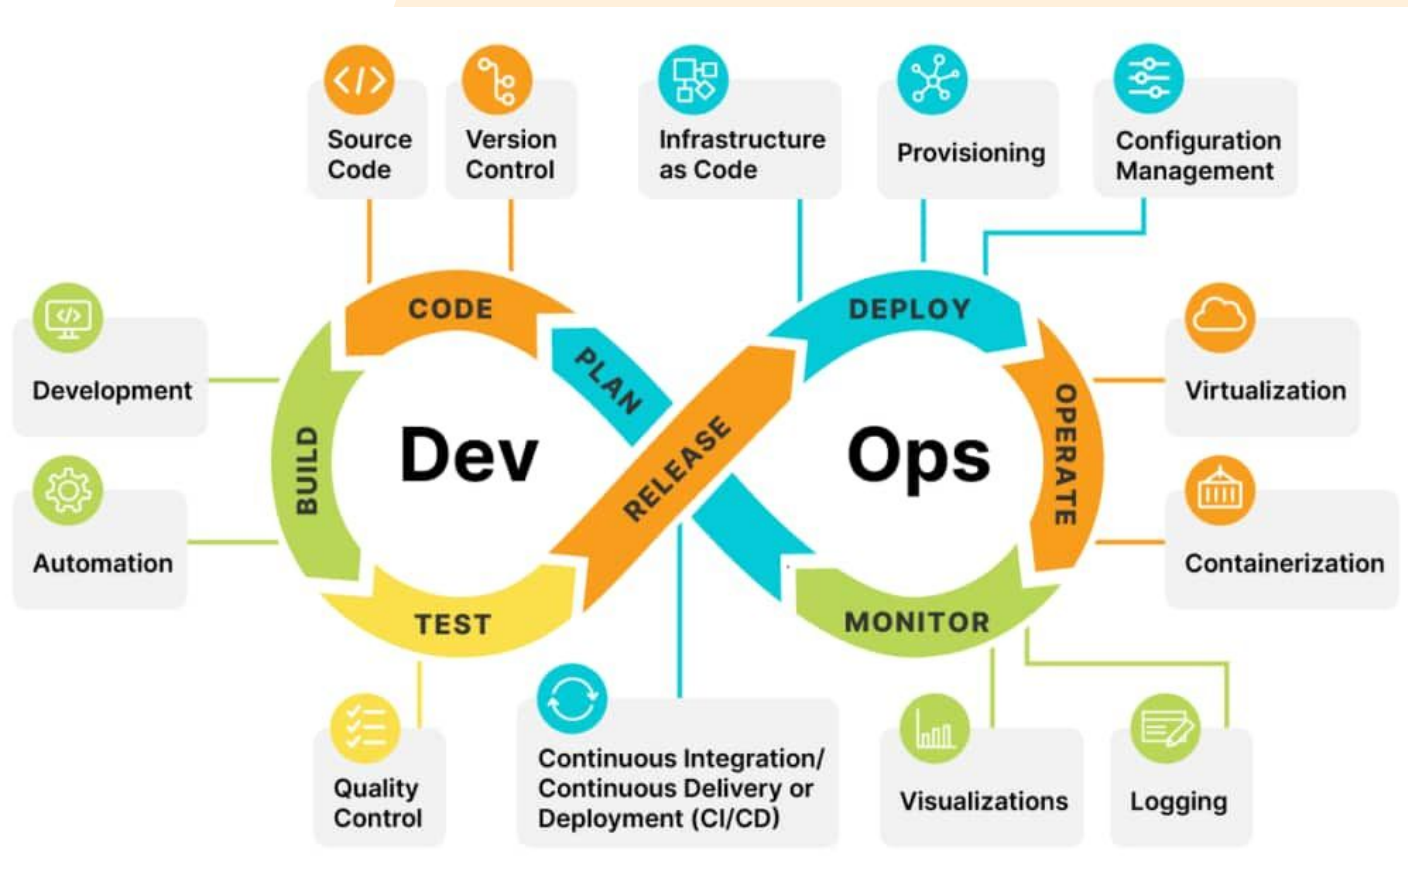 Source
Code
Version
Control
Infrastructure
as Code
Provisioning
Configuration
Management
CODE
DEPLOY
PLAN
Development
Virtualization
BUILD
Dev
RELEASE
Ops
OPERATE
Automation
Containerization
TEST
MONITOR
Quality
Control
Continuous Integration/
Continuous Delivery or
Deployment (CI/CD)
Visualizations
Logging